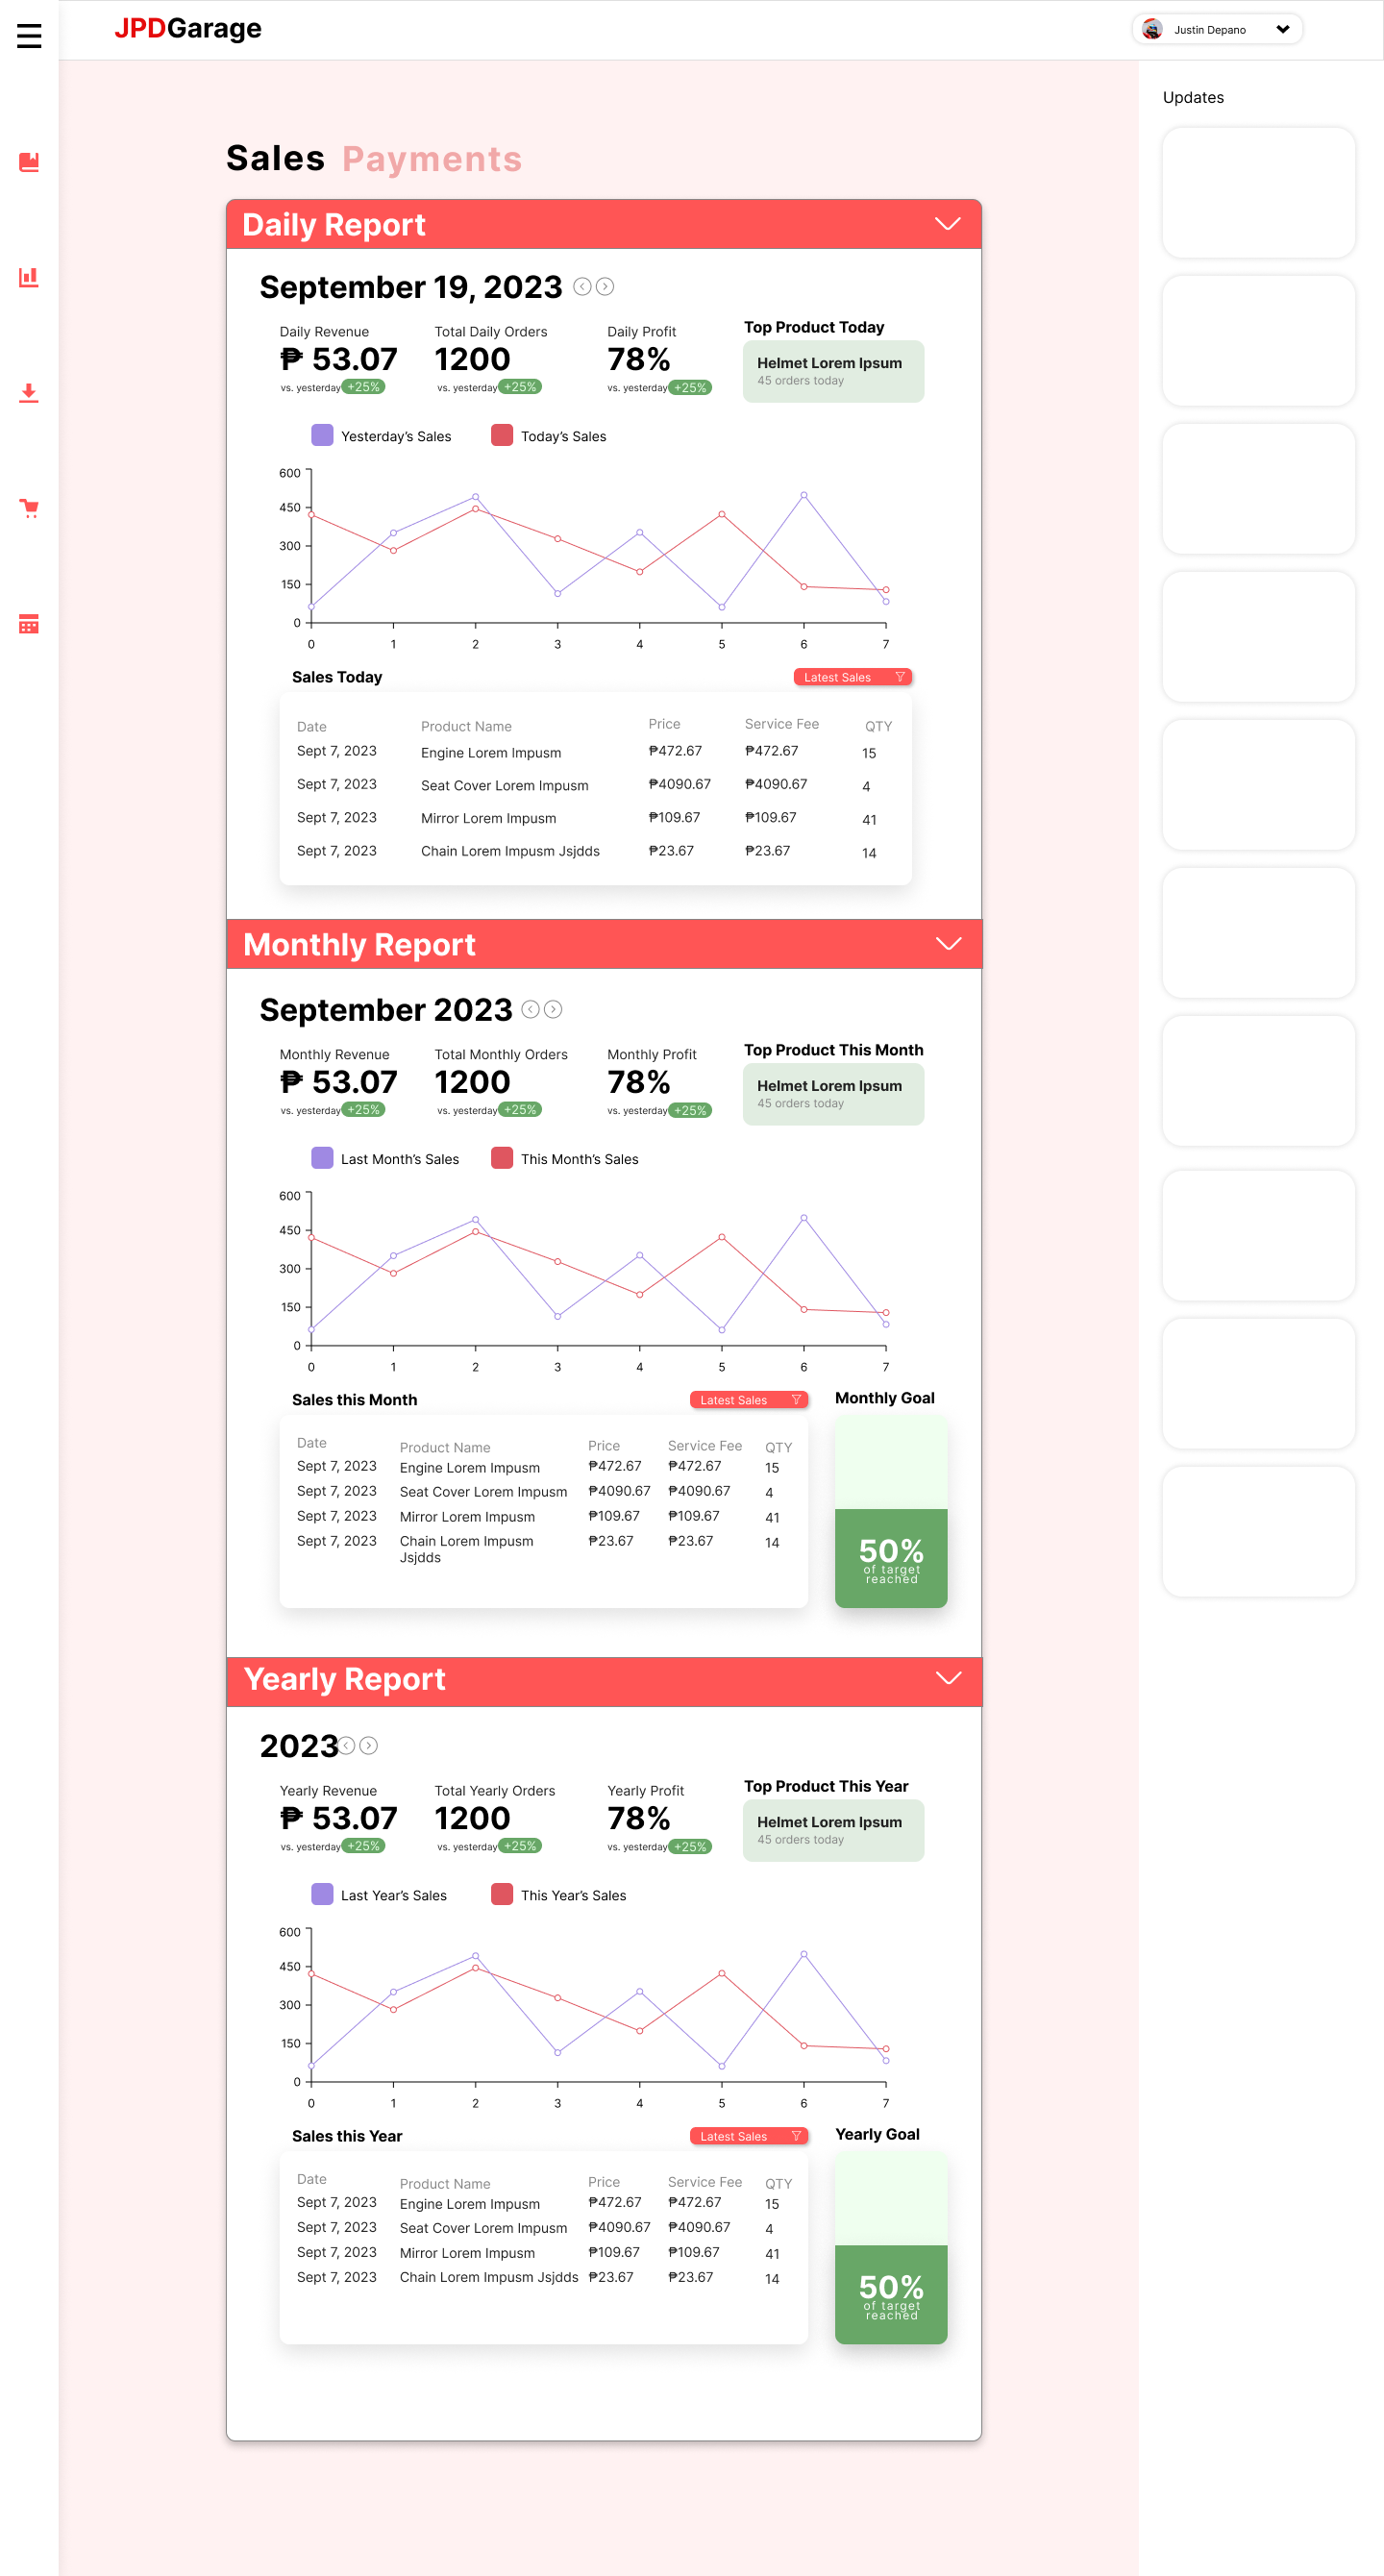 JPDGarage
Justin Depano
Updates
Sales Payments
Daily Report
September 19, 2023
Daily Revenue Total Daily Orders Daily Profit Top Product Today
₱ 53.07 1200 78% Helmet Lorem Ipsum
45 orders today
vs. yesterday +25% vs. yesterday +25% vs. yesterday +25%
Yesterday’s Sales Today’s Sales
600
450
300
150
0
0 1 2 3 4 5 6 7
Sales Today Latest Sales
Date Product Name Price Service Fee QTY
Sept 7, 2023 Engine Lorem Impusm ₱472.67 ₱472.67 15
Sept 7, 2023 Seat Cover Lorem Impusm ₱4090.67 ₱4090.67 4
Sept 7, 2023 Mirror Lorem Impusm ₱109.67 ₱109.67 41
Sept 7, 2023 Chain Lorem Impusm Jsjdds ₱23.67 ₱23.67 14
Monthly Report
September 2023
Monthly Revenue Total Monthly Orders Monthly Profit Top Product This Month
₱ 53.07 1200 78% Helmet Lorem Ipsum
45 orders today
vs. yesterday +25% vs. yesterday +25% vs. yesterday +25%
Last Month’s Sales This Month’s Sales
600
450
300
150
0
0 1 2 3 4 5 6 7
Sales this Month Latest Sales Monthly Goal
Date Product Name Price Service Fee QTY
Sept 7, 2023 Engine Lorem Impusm ₱472.67 ₱472.67 15
Sept 7, 2023 Seat Cover Lorem Impusm ₱4090.67 ₱4090.67 4
Sept 7, 2023 Mirror Lorem Impusm ₱109.67 ₱109.67 41
Sept 7, 2023 Chain Lorem Impusm ₱23.67 ₱23.67 14
Jsjdds
50%
of target
reached
Yearly Report
2023
Yearly Revenue Total Yearly Orders Yearly Profit Top Product This Year
₱ 53.07 1200 78% Helmet Lorem Ipsum
45 orders today
vs. yesterday +25% vs. yesterday +25% vs. yesterday +25%
Last Year’s Sales This Year’s Sales
600
450
300
150
0
0 1 2 3 4 5 6 7
Sales this Year Latest Sales Yearly Goal
Date Product Name Price Service Fee QTY
Sept 7, 2023 Engine Lorem Impusm ₱472.67 ₱472.67 15
Sept 7, 2023 Seat Cover Lorem Impusm ₱4090.67 ₱4090.67 4
Sept 7, 2023 Mirror Lorem Impusm ₱109.67 ₱109.67 41
Sept 7, 2023 Chain Lorem Impusm Jsjdds ₱23.67 ₱23.67 14
50%
of target
reached